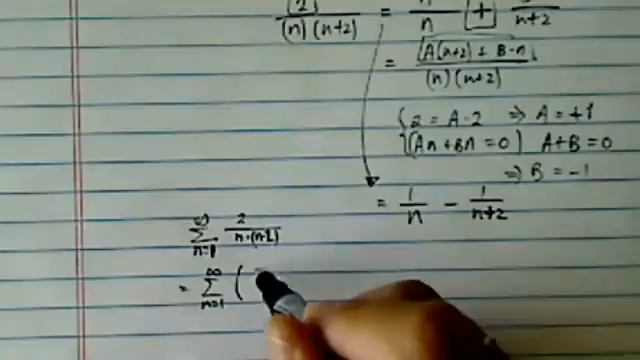 2/(n)(n+2) = /n + /n+2
= A(n+2) + B·n/(n)(n+2)
2 = A·2 ⇒ A = +1
(An + Bn = 0) A+B = 0
⇒ B = -1
= 1/n - 1/n+2
∞ ∑ n=1 2/n·(n+2)
= ∞ ∑ n=1 (